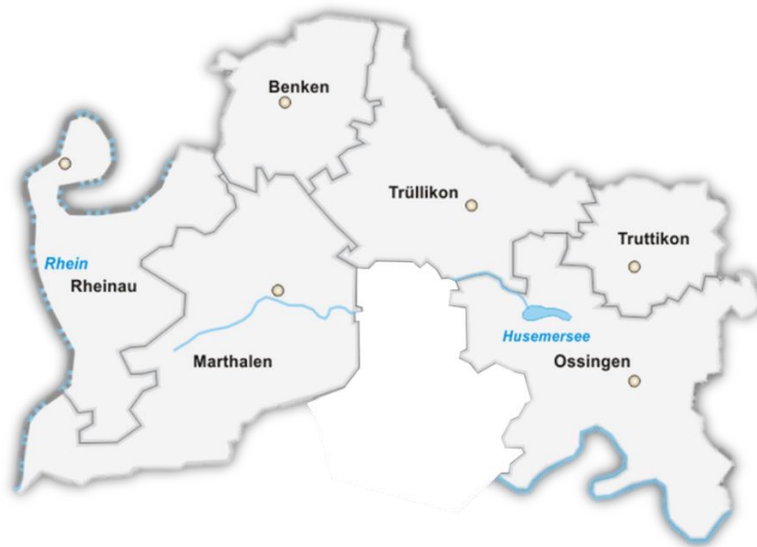 Benken
Trüllikon
Truttikon
Rhein
Rheinau
Husemersee
Marthalen
Ossingen